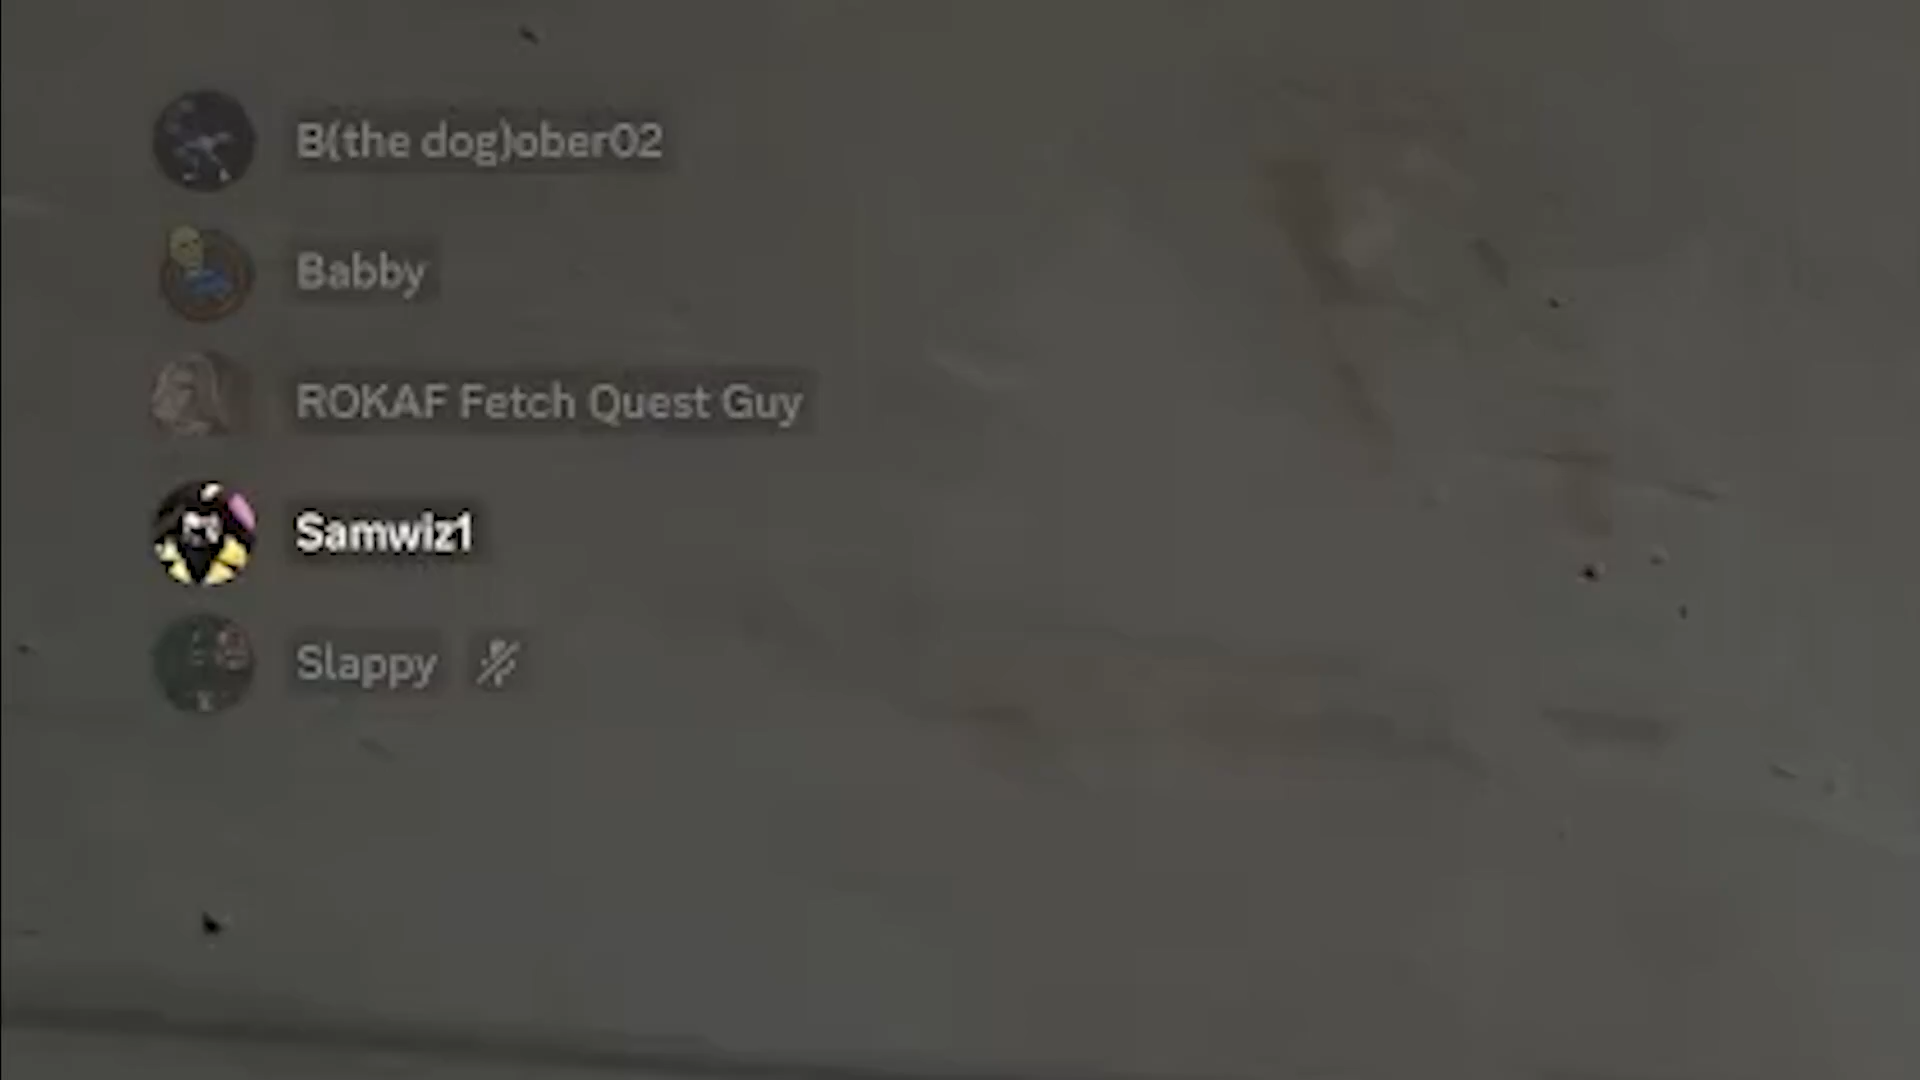 B(the dog)ober02
Babby
ROKAF Fetch Quest Guy
Samwiz1
Slappy